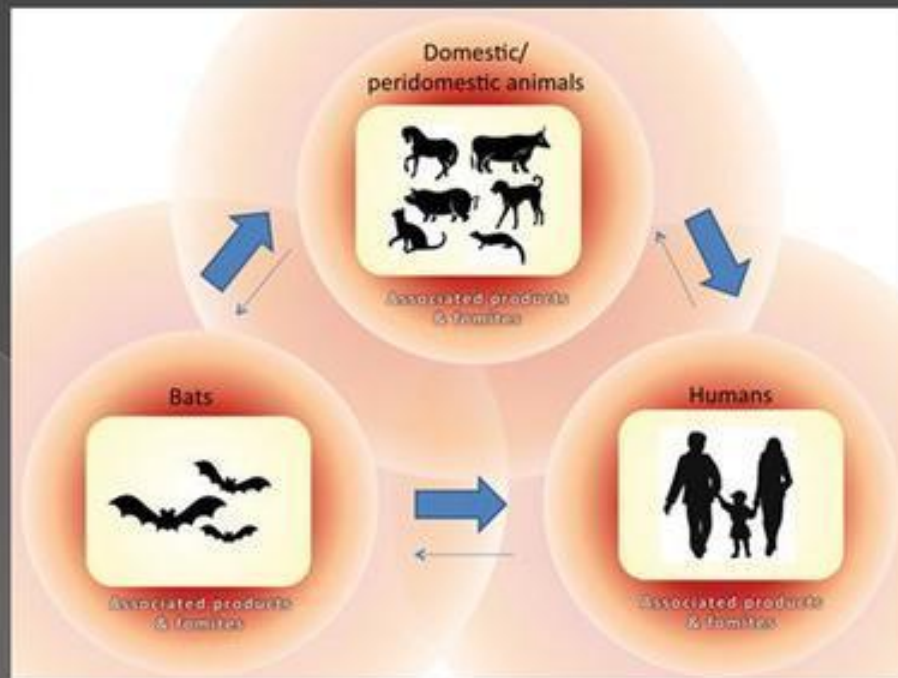 Domestic/
peridomestic animals
Associated products
& fomites
Bats
Associated products
& fomites
Humans
Associated products
& fomites